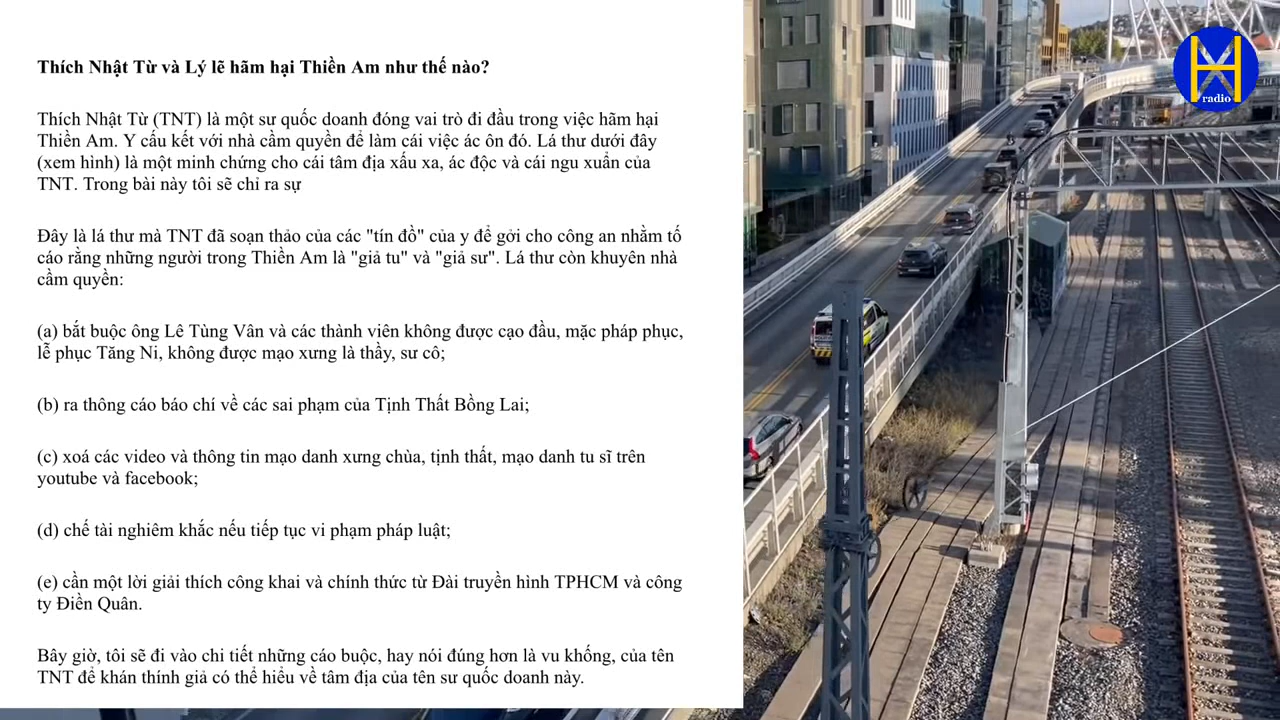 Thích Nhật Từ và Lý lẽ hãm hại Thiền Am như thế nào?
Thích Nhật Từ (TNT) là một sư quốc doanh đóng vai trò đi đầu trong việc hãm hại
Thiền Am. Y cấu kết với nhà cầm quyền để làm cái việc ác ôn đó. Lá thư dưới đây
(xem hình) là một minh chứng cho cái tâm địa xấu xa, ác độc và cái ngu xuẩn của
TNT. Trong bài này tôi sẽ chỉ ra sự
Đây là lá thư mà TNT đã soạn thảo của các "tín đồ" của y để gởi cho công an nhằm tố
cáo rằng những người trong Thiền Am là "giả tu" và "giả sư". Lá thư còn khuyên nhà
cầm quyền:
(a) bắt buộc ông Lê Tùng Vân và các thành viên không được cạo đầu, mặc pháp phục,
lễ phục Tăng Ni, không được mạo xưng là thầy, sư cô;
(b) ra thông cáo báo chí về các sai phạm của Tịnh Thất Bồng Lai;
(c) xoá các video và thông tin mạo danh xưng chùa, tịnh thất, mạo danh tu sĩ trên
youtube và facebook;
(d) chế tài nghiêm khắc nếu tiếp tục vi phạm pháp luật;
(e) cần một lời giải thích công khai và chính thức từ Đài truyền hình TPHCM và công
ty Điền Quân.
Bây giờ, tôi sẽ đi vào chi tiết những cáo buộc, hay nói đúng hơn là vu khống, của tên
TNT để khán thính giả có thể hiểu về tâm địa của tên sư quốc doanh này.
HX
radio